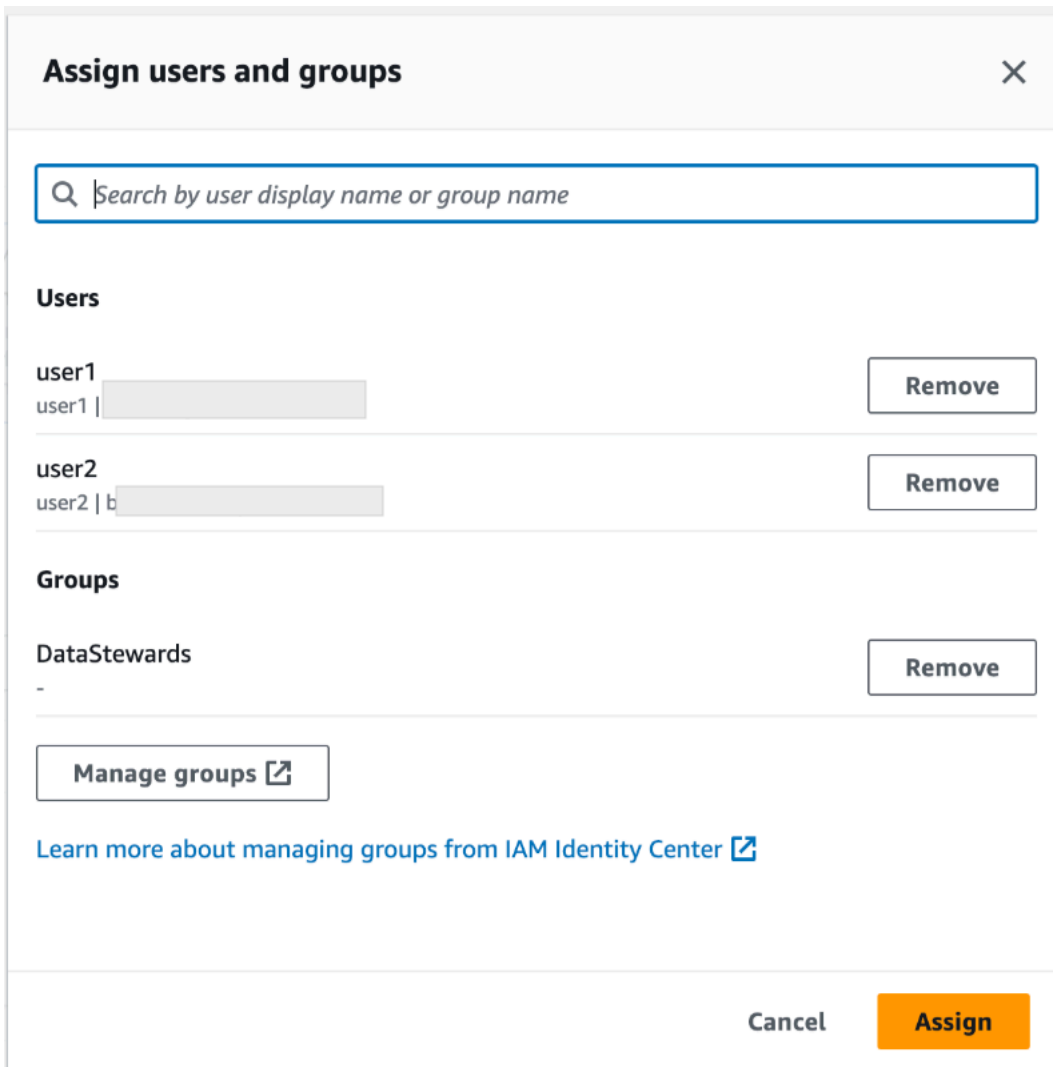 Assign users and groups
Search by user display name or group name
Users
user1
Remove
user1 |
user2
Remove
user2 | b
Groups
DataStewards
Remove
-
Manage groups
Learn more about managing groups from IAM Identity Center
Cancel
Assign